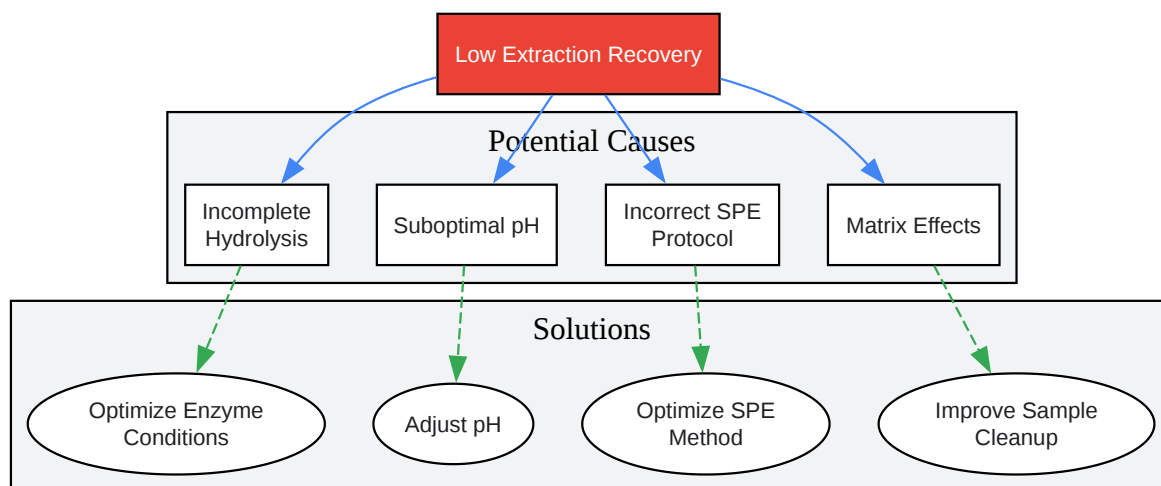 Low Extraction Recovery
Potential Causes
Incomplete
Hydrolysis
Suboptimal pH
Incorrect SPE
Protocol
Matrix Effects
Solutions
Optimize Enzyme
Conditions
Adjust pH
Optimize SPE
Method
Improve Sample
Cleanup